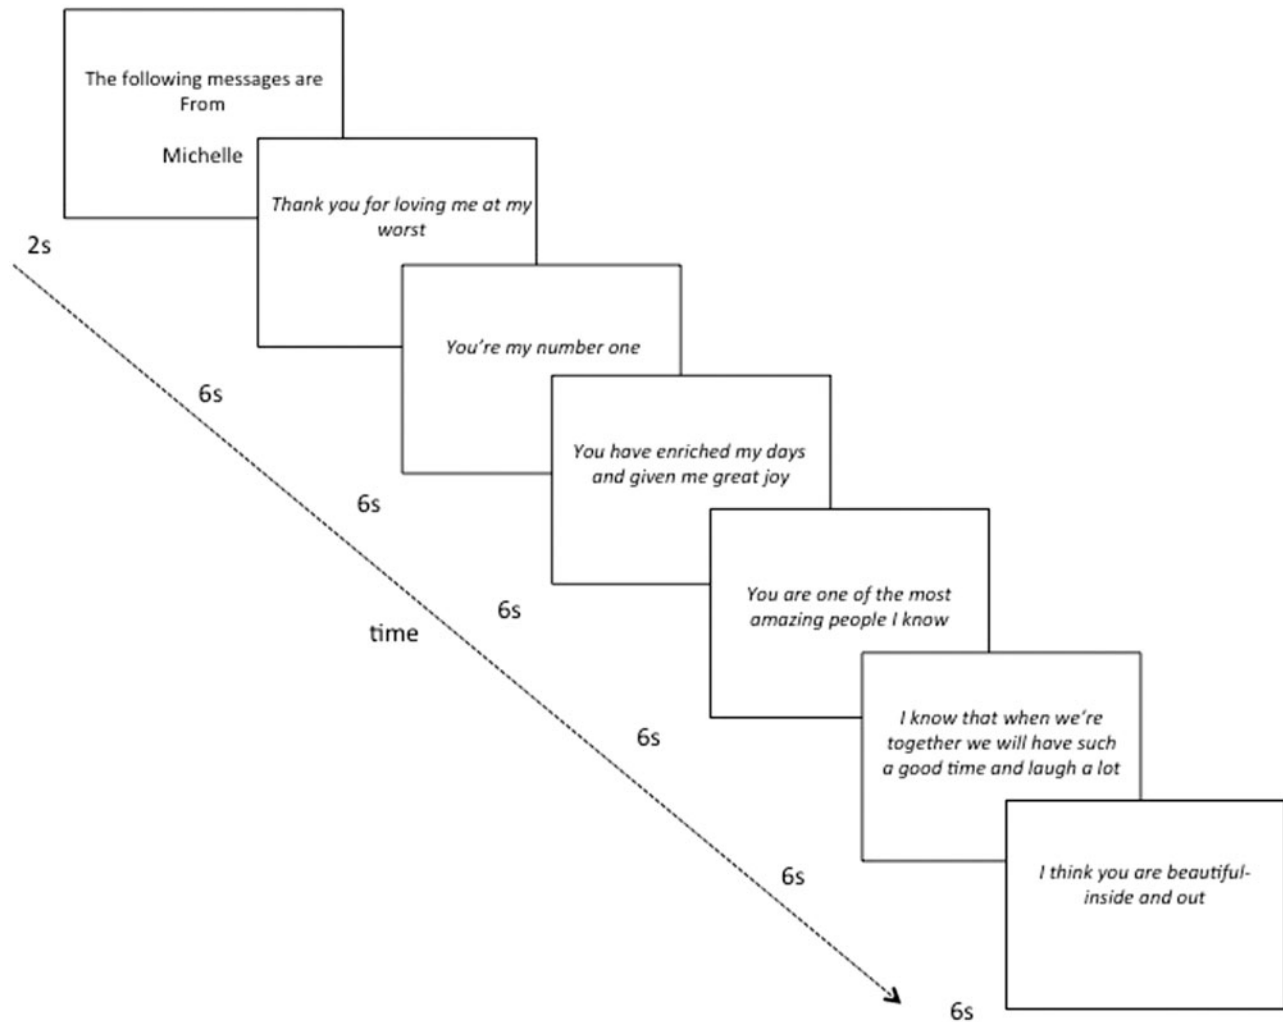 The following messages are
From
Michelle
2s
Thank you for loving me at my
worst
6s
You're my number one
6s
You have enriched my days
and given me great joy
6s
time
You are one of the most
amazing people I know
6s
I know that when we're
together we will have such
a good time and laugh a lot
6s
I think you are beautiful-
inside and out
6s